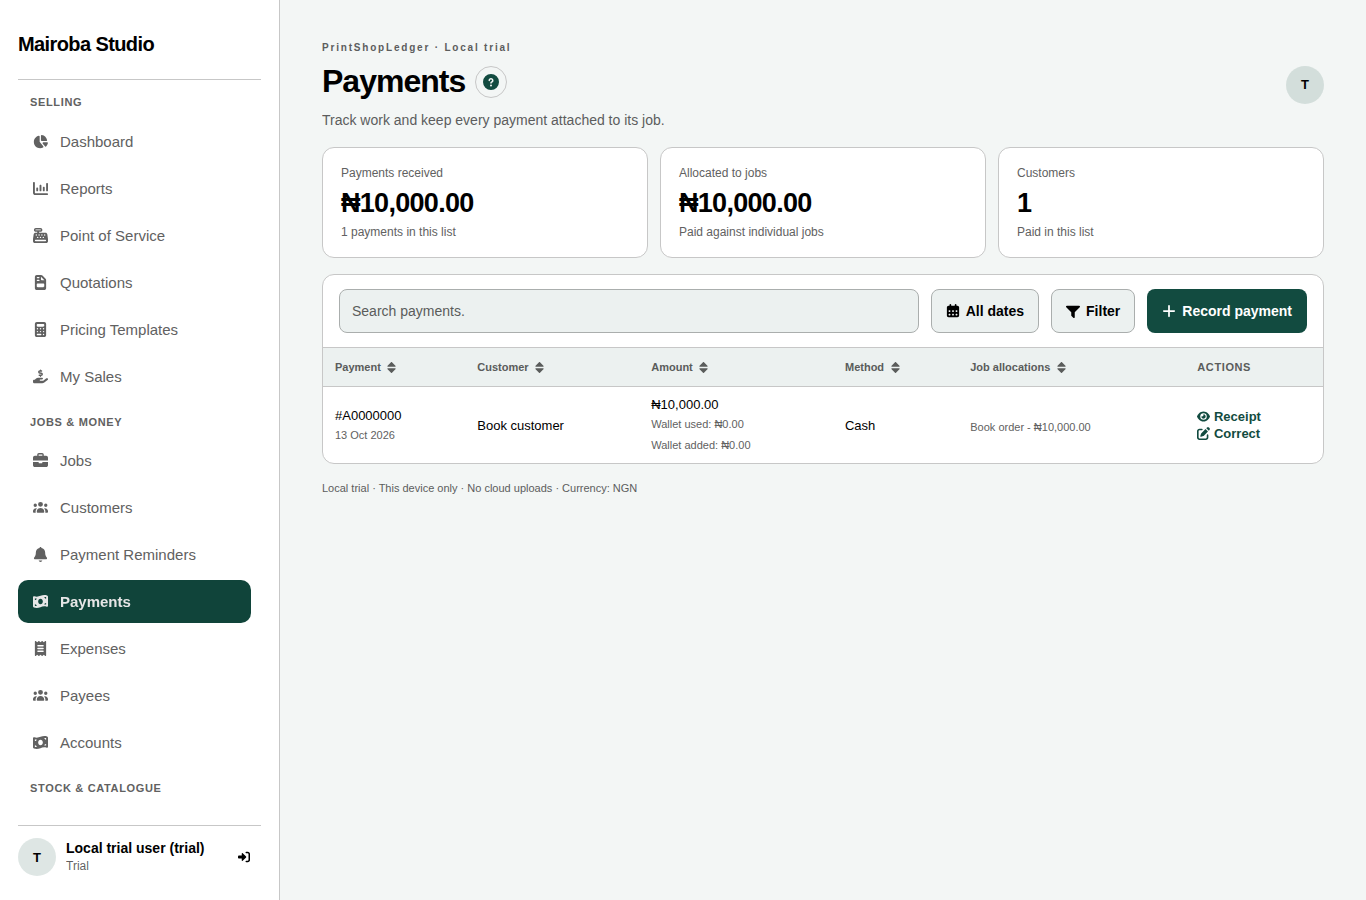 Mairoba Studio
SELLING
Dashboard
Reports
Point of Service
Quotations
Pricing Templates
My Sales
JOBS & MONEY
Jobs
Customers
Payment Reminders
Payments
Expenses
Payees
Accounts
STOCK & CATALOGUE
T
Local trial user (trial)
Trial
PrintShopLedger · Local trial
Payments
?
T
Track work and keep every payment attached to its job.
Payments received
₦10,000.00
1 payments in this list
Allocated to jobs
₦10,000.00
Paid against individual jobs
Customers
1
Paid in this list
Search payments.
All dates
Filter
+ Record payment
Payment Customer Amount Method Job allocations ACTIONS
#A0000000
13 Oct 2026
Book customer
₦10,000.00
Wallet used: ₦0.00
Wallet added: ₦0.00
Cash
Book order - ₦10,000.00
Receipt
Correct
Local trial · This device only · No cloud uploads · Currency: NGN